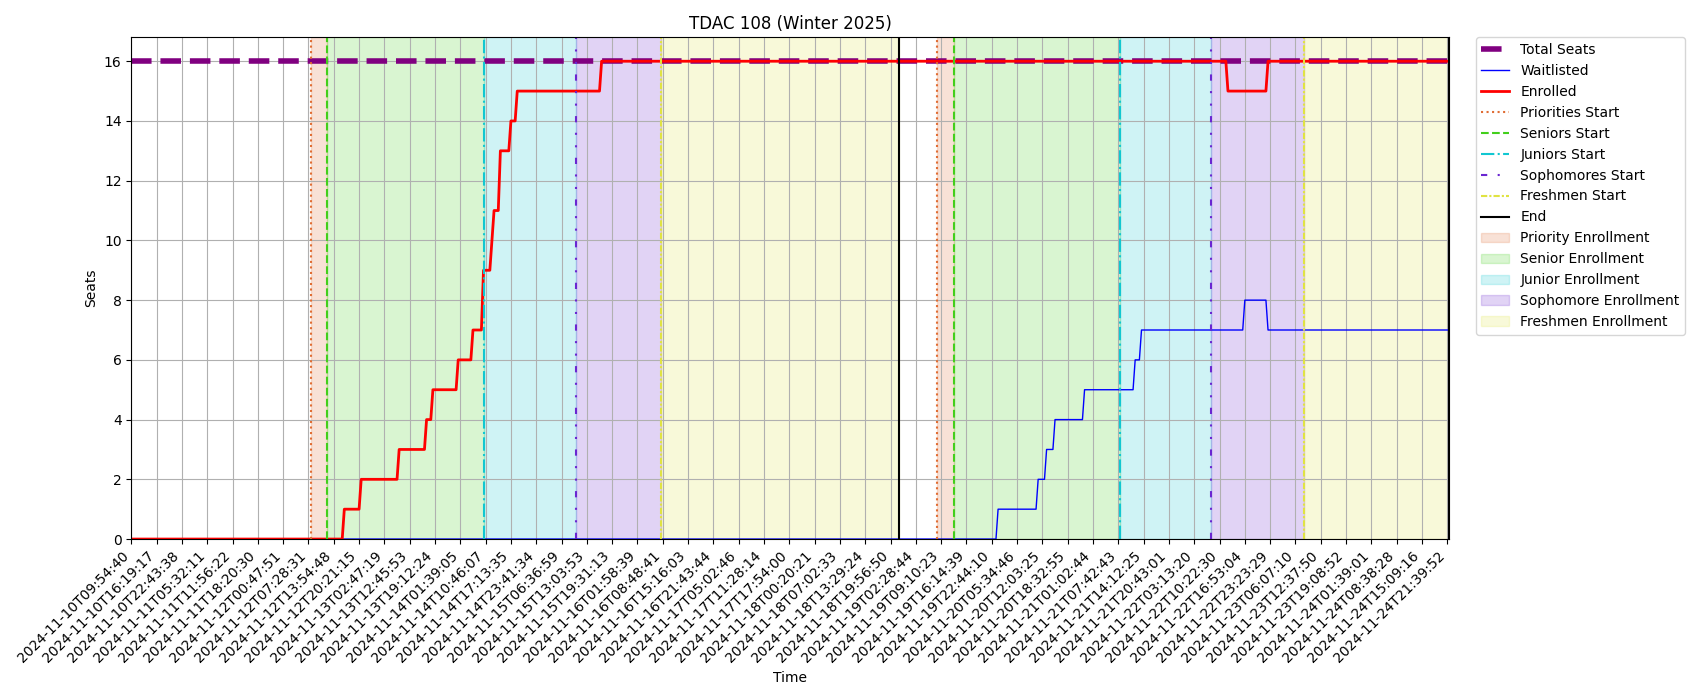 TDAC 108 (Winter 2025)
Seats
16
14
12
10
8
6
4
2
0
2024-11-10T09:54:40
2024-11-10T16:19:17
2024-11-10T22:43:38
2024-11-11T05:32:11
2024-11-11T11:56:22
2024-11-11T18:20:30
2024-11-12T00:47:51
2024-11-12T07:28:31
2024-11-12T13:54:48
2024-11-12T20:21:15
2024-11-13T02:47:19
2024-11-13T12:45:53
2024-11-13T19:12:24
2024-11-14T01:39:05
2024-11-14T10:46:07
2024-11-14T17:13:35
2024-11-14T23:41:34
2024-11-15T06:36:59
2024-11-15T13:03:53
2024-11-15T19:31:13
2024-11-16T01:58:39
2024-11-16T08:48:41
2024-11-16T15:16:03
2024-11-16T21:43:44
2024-11-17T05:02:46
2024-11-17T11:28:14
2024-11-17T17:54:00
2024-11-18T00:20:21
2024-11-18T07:02:33
2024-11-18T13:29:24
2024-11-18T19:56:50
2024-11-19T02:28:44
2024-11-19T09:10:23
2024-11-19T16:14:39
2024-11-19T22:44:10
2024-11-20T05:34:46
2024-11-20T12:03:25
2024-11-20T18:32:55
2024-11-21T01:02:44
2024-11-21T07:42:43
2024-11-21T14:12:25
2024-11-21T20:43:01
2024-11-22T03:13:20
2024-11-22T10:22:30
2024-11-22T16:53:04
2024-11-22T23:23:29
2024-11-23T06:07:10
2024-11-23T12:37:50
2024-11-23T19:08:52
2024-11-24T01:39:01
2024-11-24T08:38:28
2024-11-24T15:09:16
2024-11-24T21:39:52
Time
Total Seats
Waitlisted
Enrolled
Priorities Start
Seniors Start
Juniors Start
Sophomores Start
Freshmen Start
End
Priority Enrollment
Senior Enrollment
Junior Enrollment
Sophomore Enrollment
Freshmen Enrollment